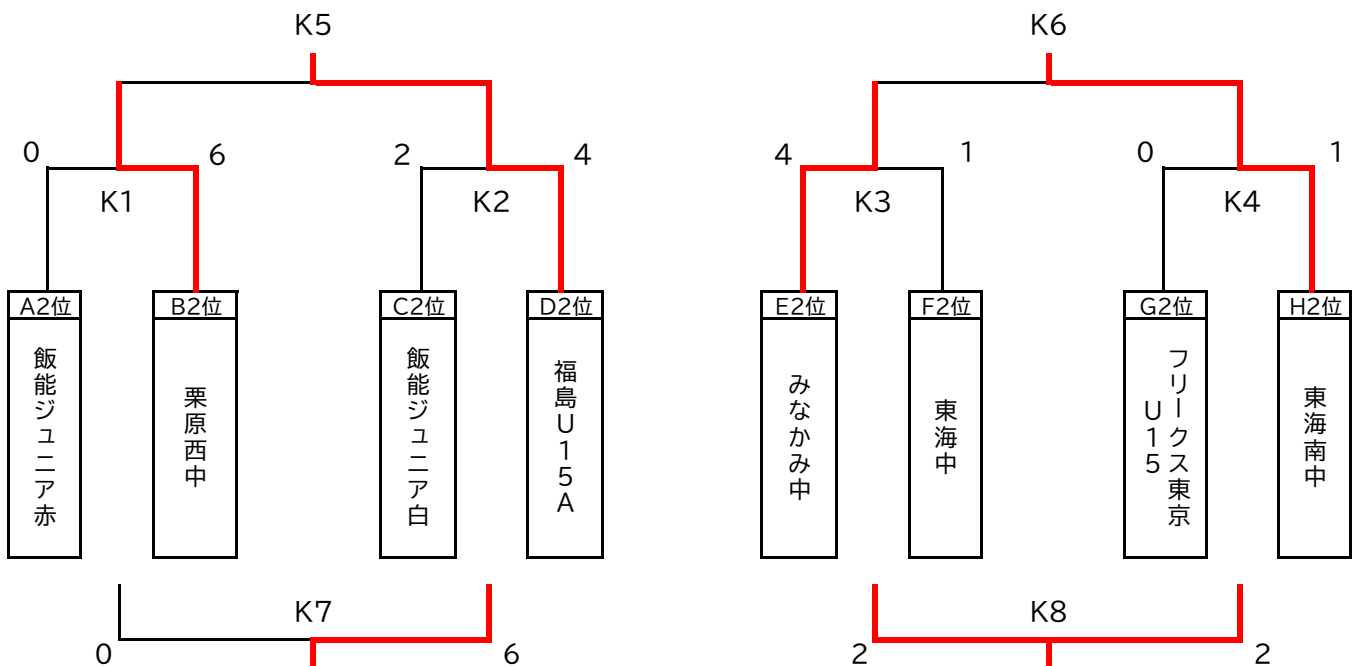 K5 K6
0 6 2 4 4 1 0 1
K1 K2 K3 K4
A2位 B2位 C2位 D2位 E2位 F2位 G2位 H2位
飯能ジュニア赤
栗原西中
飯能ジュニア白
福島U15A
みなかみ中
東海中
フリークス東京
U15
東海南中
K7 K8
0 6 2 2